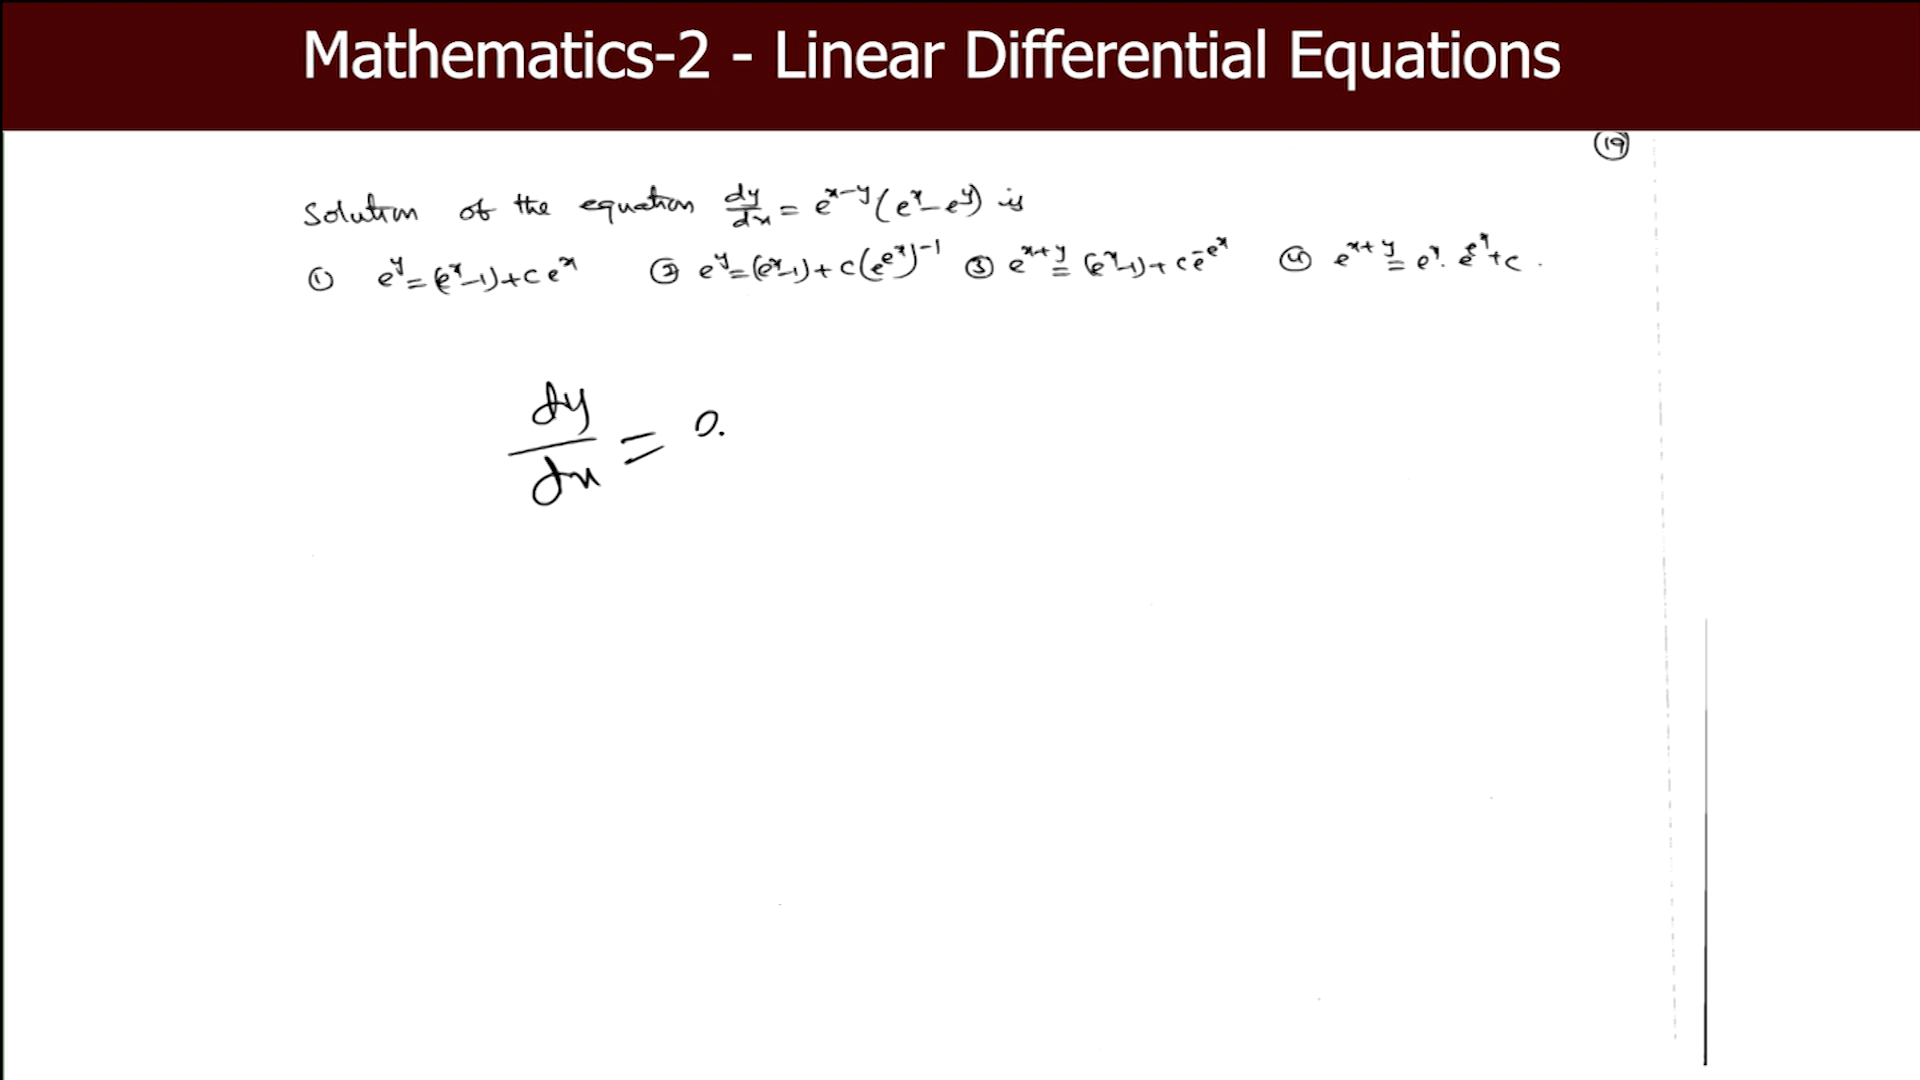 Mathematics-2 - Linear Differential Equations
(19)
Solution of the equation dy/dx = e^(x-y) (e^x - e^y) is
① e^y = (e^x - 1) + c e^x ② e^y = (e^x - 1) + c (e^(e^x))^-1 ③ e^(x+y) = (e^x - 1) + c e^(-e^x) ④ e^(x+y) = e^x . e^(e^x) + c .
dy/dx =